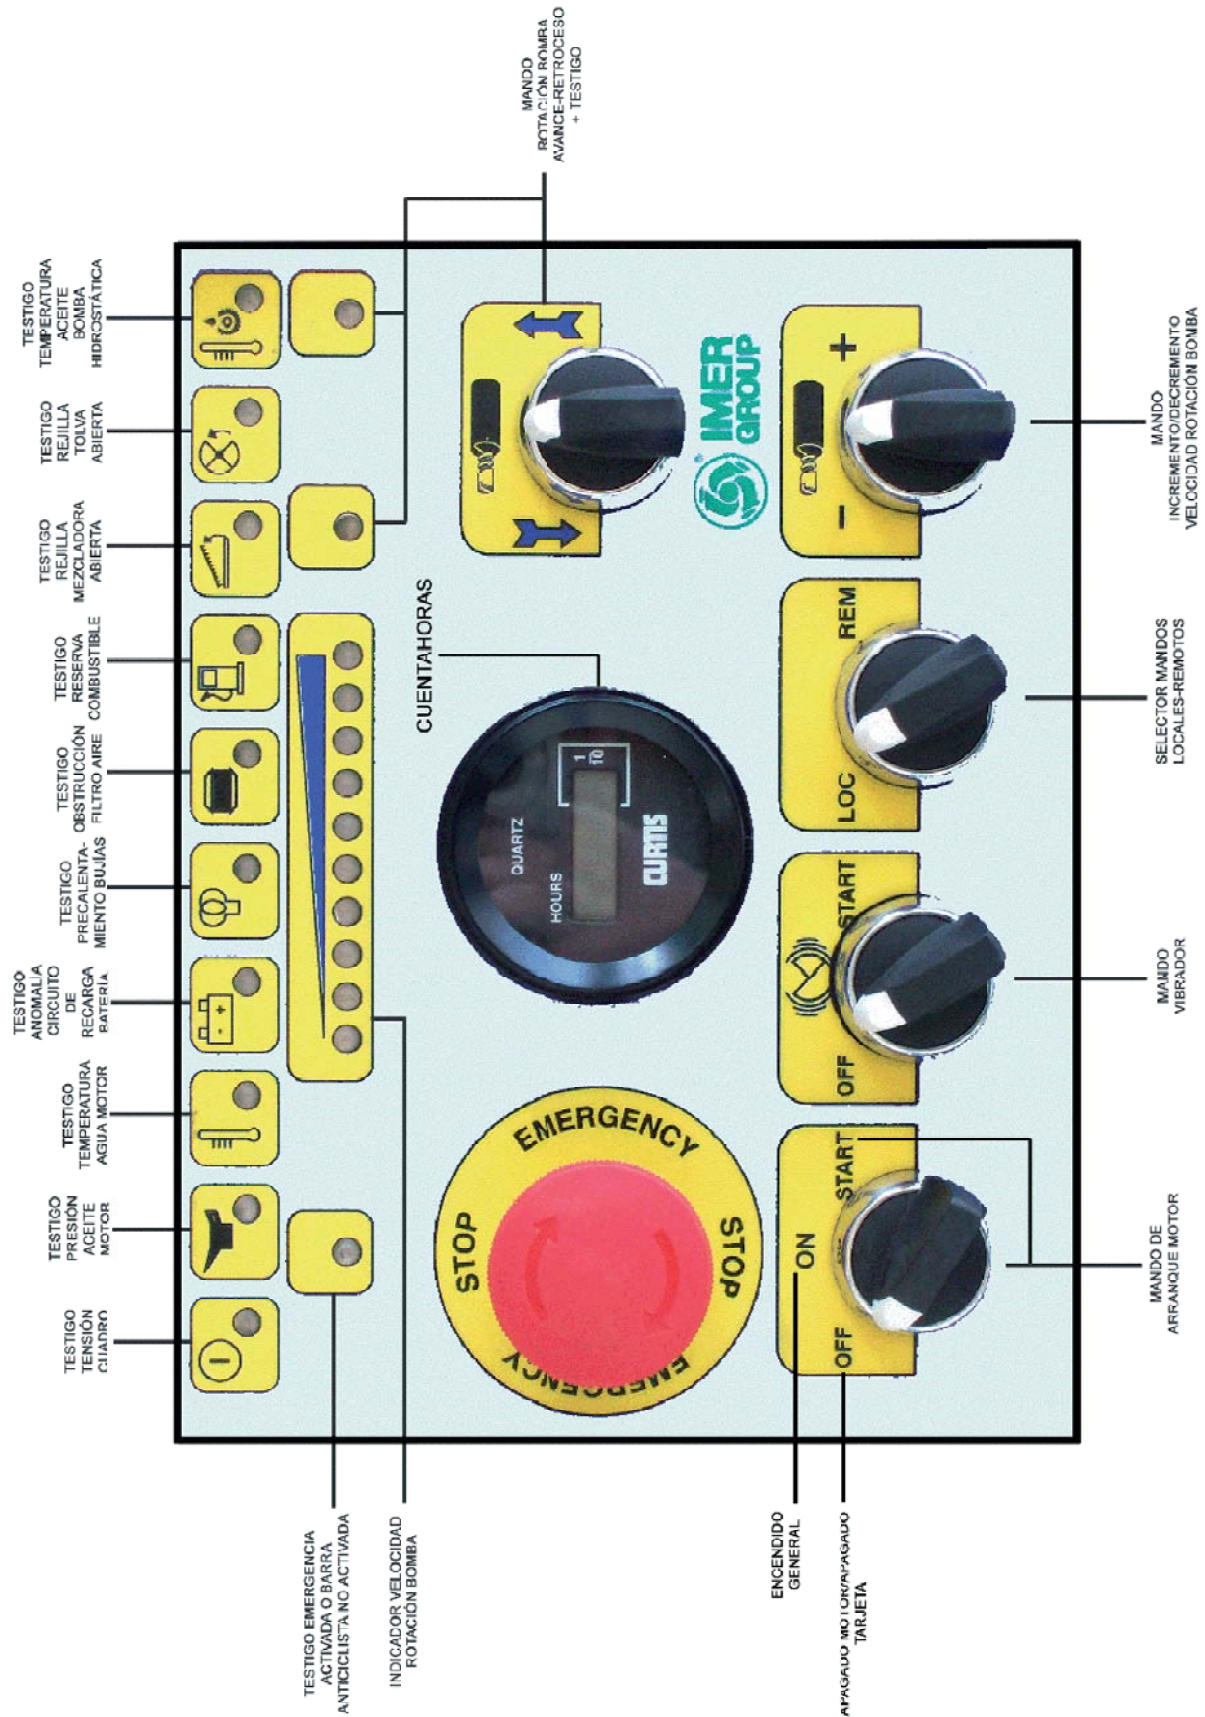 TESTIGO
TENSIÓN
CUADRO
TESTIGO
PRESIÓN
ACEITE
MOTOR
TESTIGO
TEMPERATURA
AGUA MOTOR
TESTIGO
ANOMALÍA
CIRCUITO
DE
RECARGA
BATERÍA
TESTIGO
PRECALENTA-
MIENTO BUJÍAS
TESTIGO
OBSTRUCCIÓN
FILTRO AIRE
TESTIGO
RESERVA
COMBUSTIBLE
TESTIGO
REJILLA
MEZCLADORA
ABIERTA
TESTIGO
REJILLA
TOLVA
ABIERTA
TESTIGO
TEMPERATURA
ACEITE
BOMBA
HIDROSTÁTICA
TESTIGO EMERGENCIA
ACTIVADA O BARRA
ANTICICLISTA NO ACTIVADA
INDICADOR VELOCIDAD
ROTACIÓN BOMBA
MANDO
ROTACIÓN BOMBA
AVANCE-RETROCESO
+ TESTIGO
CUENTAHORAS
STOP
EMERGENCY
STOP
EMERGENCY
QUARTZ
HOURS
1
10
CURTIS
IMER
GROUP
®
ENCENDIDO
GENERAL
APAGADO MOTOR/APAGADO
TARJETA
OFF
ON
START
OFF
START
LOC
REM
-
+
MANDO DE
ARRANQUE MOTOR
MANDO
VIBRADOR
SELECTOR MANDOS
LOCALES-REMOTOS
MANDO
INCREMENTO/DECREMENTO
VELOCIDAD ROTACIÓN BOMBA